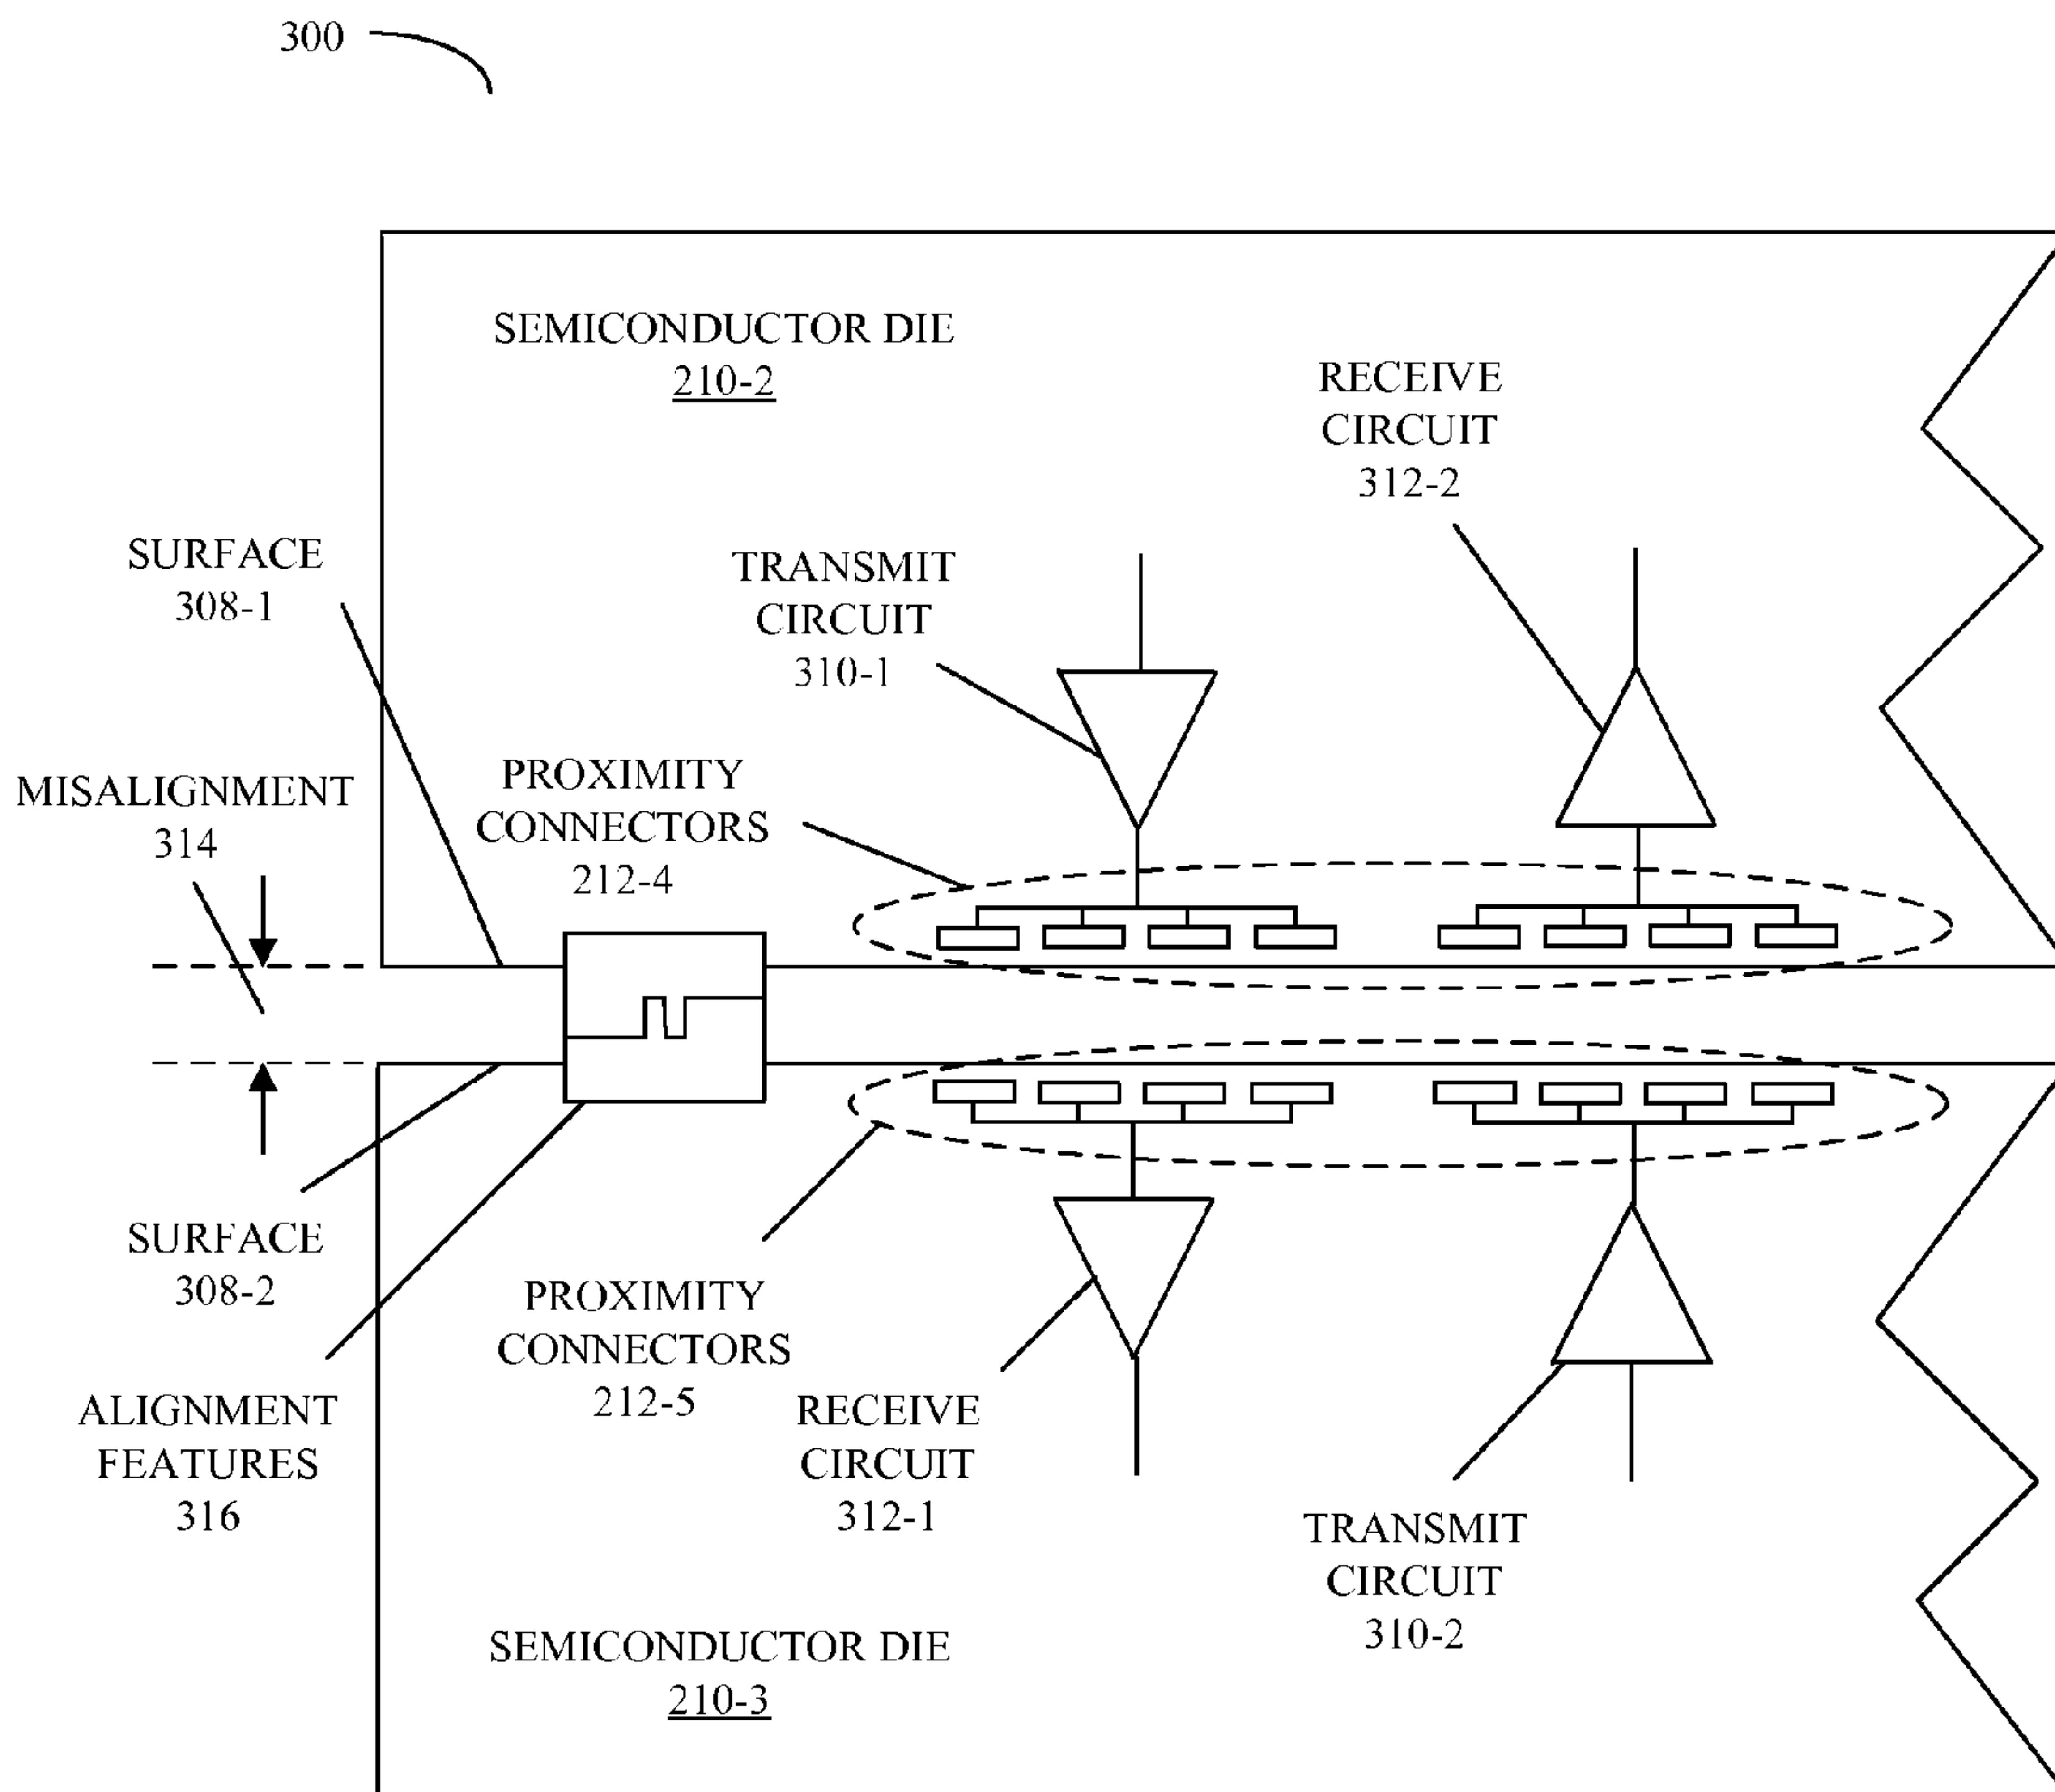 300
SEMICONDUCTOR DIE
210-2
RECEIVE
CIRCUIT
312-2
SURFACE
308-1
TRANSMIT
CIRCUIT
310-1
MISALIGNMENT
314
PROXIMITY
CONNECTORS
212-4
SURFACE
308-2
PROXIMITY
CONNECTORS
212-5
ALIGNMENT
FEATURES
316
RECEIVE
CIRCUIT
312-1
TRANSMIT
CIRCUIT
310-2
SEMICONDUCTOR DIE
210-3